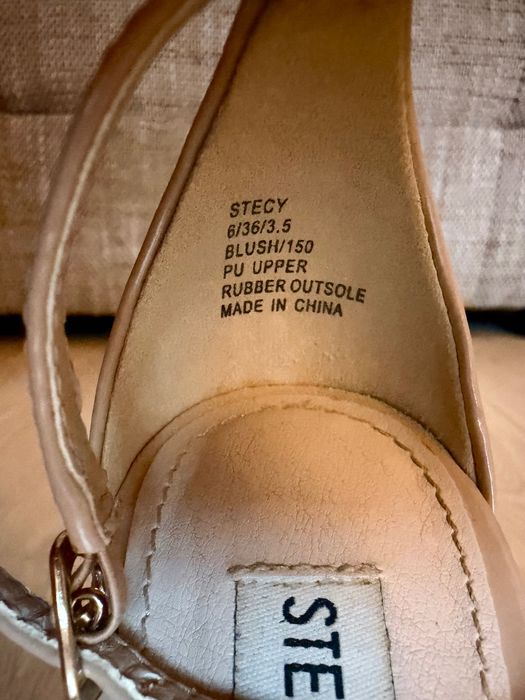 STECY
6/36/3.5
BLUSH/150
PU UPPER
RUBBER OUTSOLE
MADE IN CHINA
STE